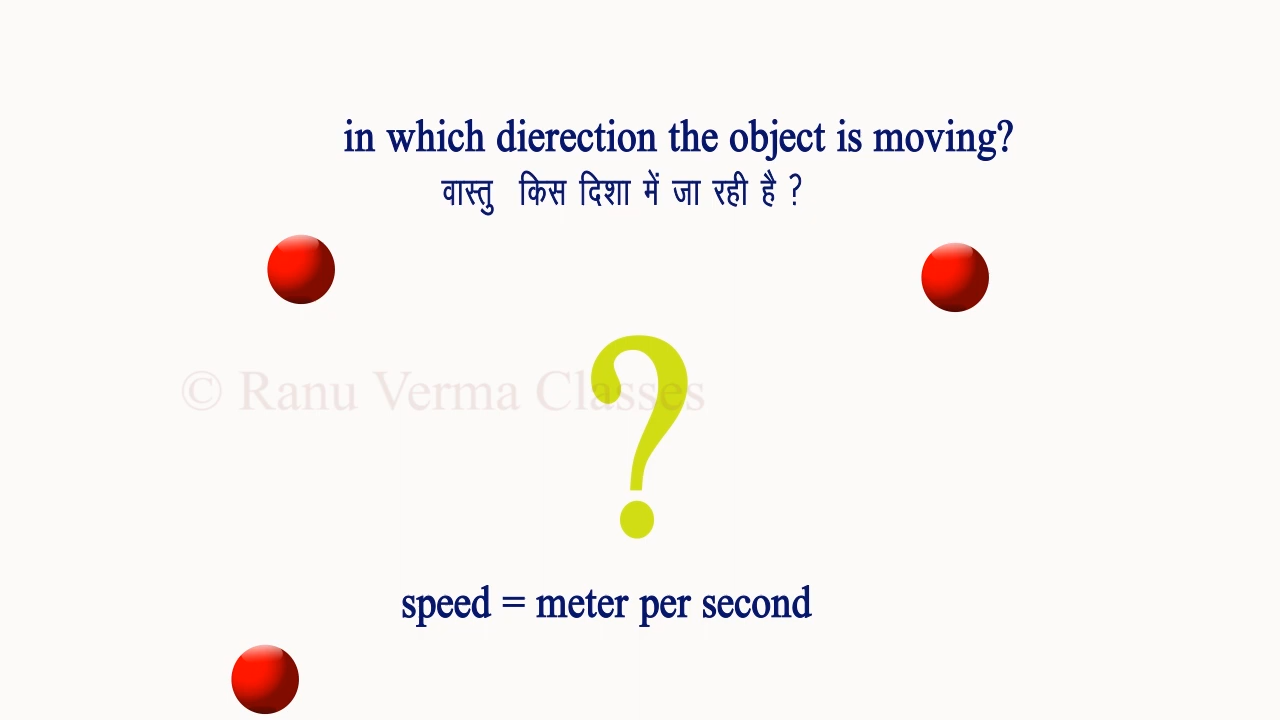 in which dierection the object is moving?
वास्तु किस दिशा में जा रही है ?
?
© Ranu Verma Classes
speed = meter per second